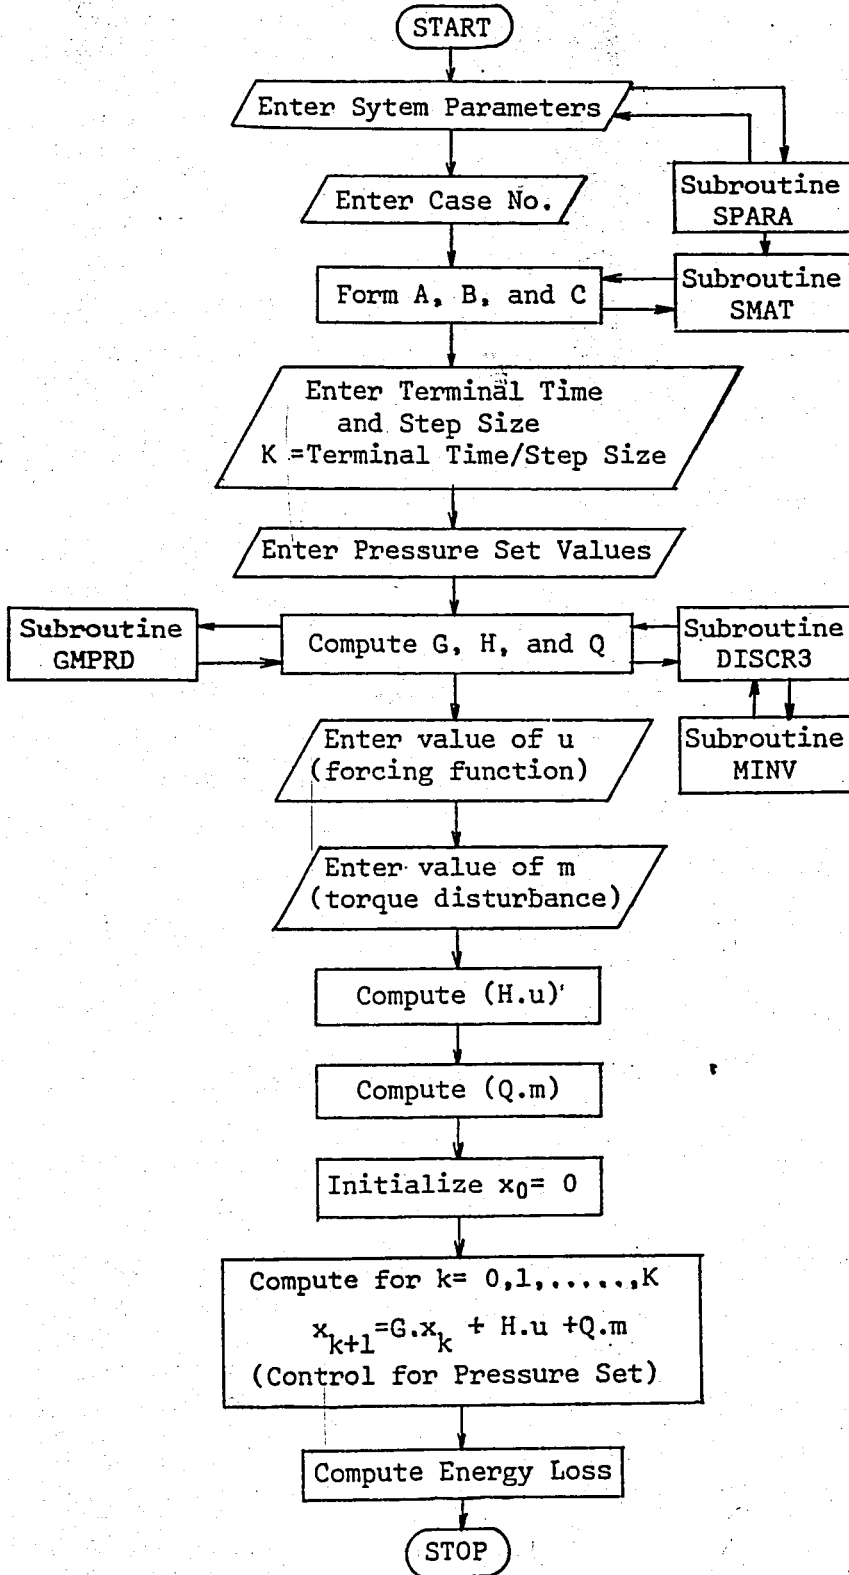 START
Enter Sytem Parameters
Subroutine
SPARA
Enter Case No.
Form A, B, and C
Subroutine
SMAT
Enter Terminal Time
and Step Size
K =Terminal Time/Step Size
Enter Pressure Set Values
Subroutine
GMPRD
Compute G, H, and Q
Subroutine
DISCR3
Subroutine
MINV
Enter value of u
(forcing function)
Enter value of m
(torque disturbance)
Compute (H.u)
Compute (Q.m)
Initialize x0= 0
Compute for k= 0,1,......,K
xk+1=G.xk + H.u +Q.m
(Control for Pressure Set)
Compute Energy Loss
STOP